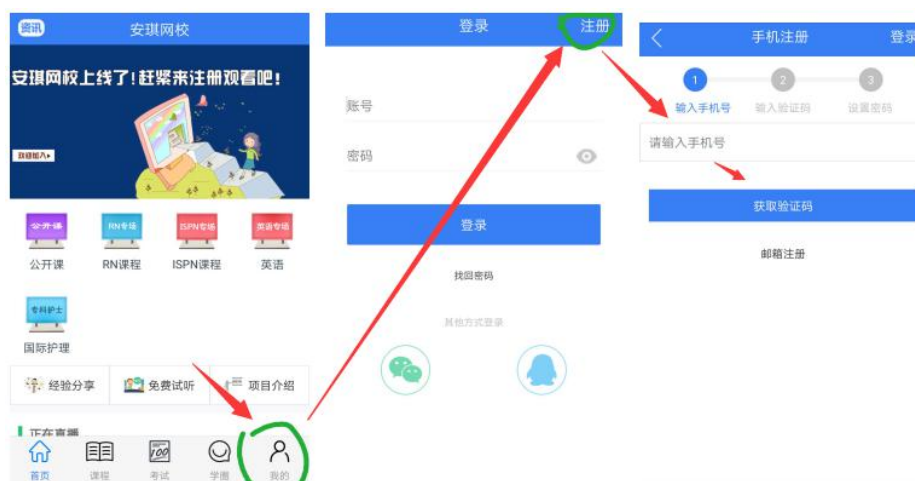 资讯
安琪网校
安琪网校上线了！赶紧来注册观看吧！
欢迎加入
公开课
RN专场
ISPN专场
英语专场
公开课
RN课程
ISPN课程
英语
专科护士
国际护理
经验分享
免费试听
项目介绍
正在直播
首页
课程
100
考试
学圈
我的
登录
注册
账号
密码
登录
找回密码
其他方式登录
手机注册
登录
1
2
3
输入手机号
输入验证码
设置密码
请输入手机号
获取验证码
邮箱注册